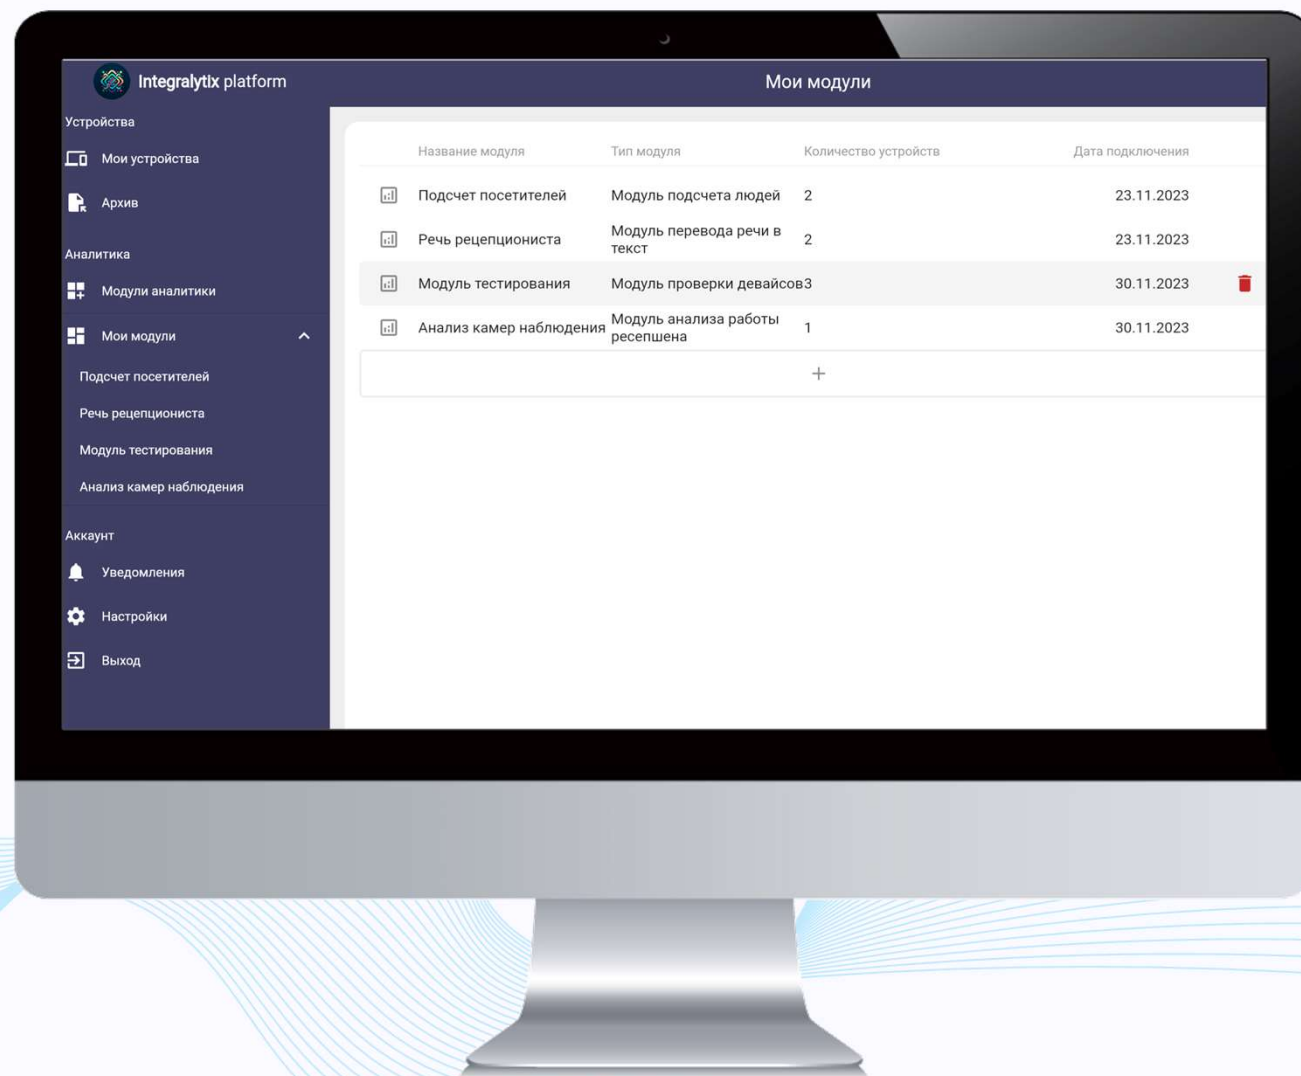 Integralytix platform
Мои модули
Устройства
Мои устройства
Архив
Аналитика
Модули аналитики
Мои модули
Подсчет посетителей
Речь рецепциониста
Модуль тестирования
Анализ камер наблюдения
Аккаунт
Уведомления
Настройки
Выход
Название модуля Тип модуля Количество устройств Дата подключения
Подсчет посетителей Модуль подсчета людей 2 23.11.2023
Речь рецепциониста Модуль перевода речи в текст 2 23.11.2023
Модуль тестирования Модуль проверки девайсов 3 30.11.2023
Анализ камер наблюдения Модуль анализа работы ресепшена 1 30.11.2023
+